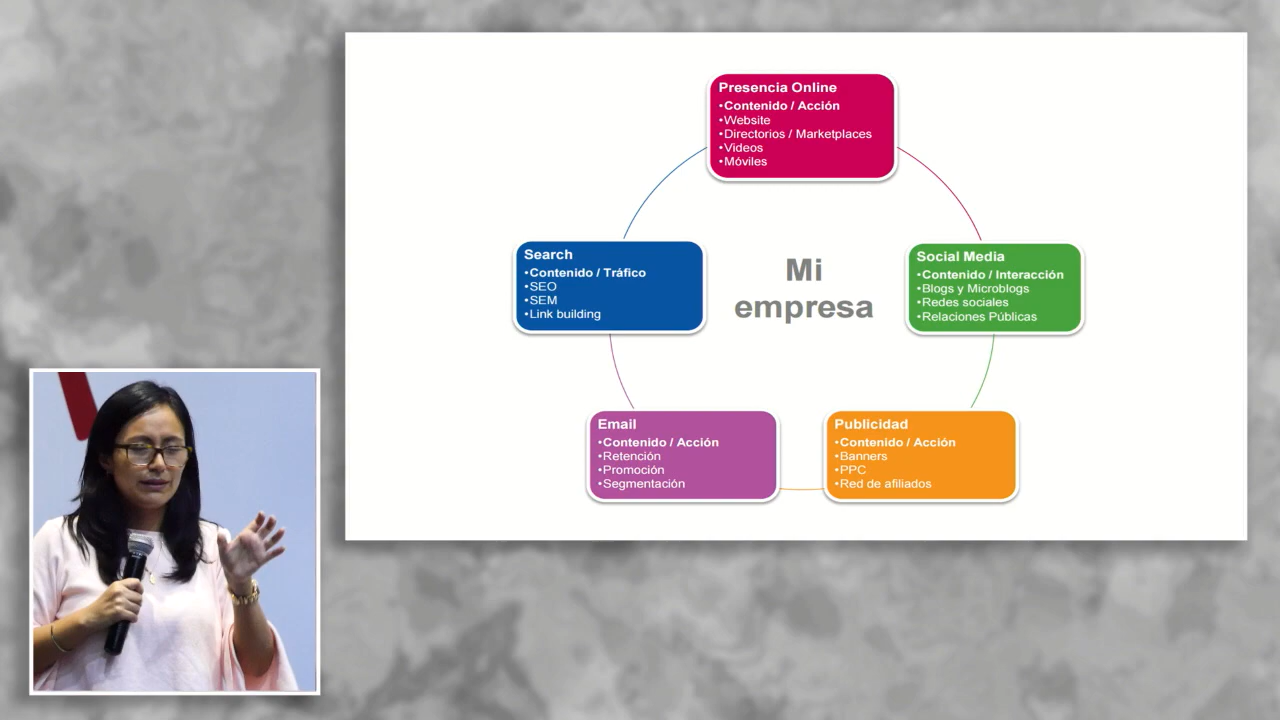 Presencia Online
•Contenido / Acción
•Website
•Directorios / Marketplaces
•Videos
•Móviles
Search
•Contenido / Tráfico
•SEO
•SEM
•Link building
Mi
empresa
Social Media
•Contenido / Interacción
•Blogs y Microblogs
•Redes sociales
•Relaciones Públicas
Email
•Contenido / Acción
•Retención
•Promoción
•Segmentación
Publicidad
•Contenido / Acción
•Banners
•PPC
•Red de afiliados